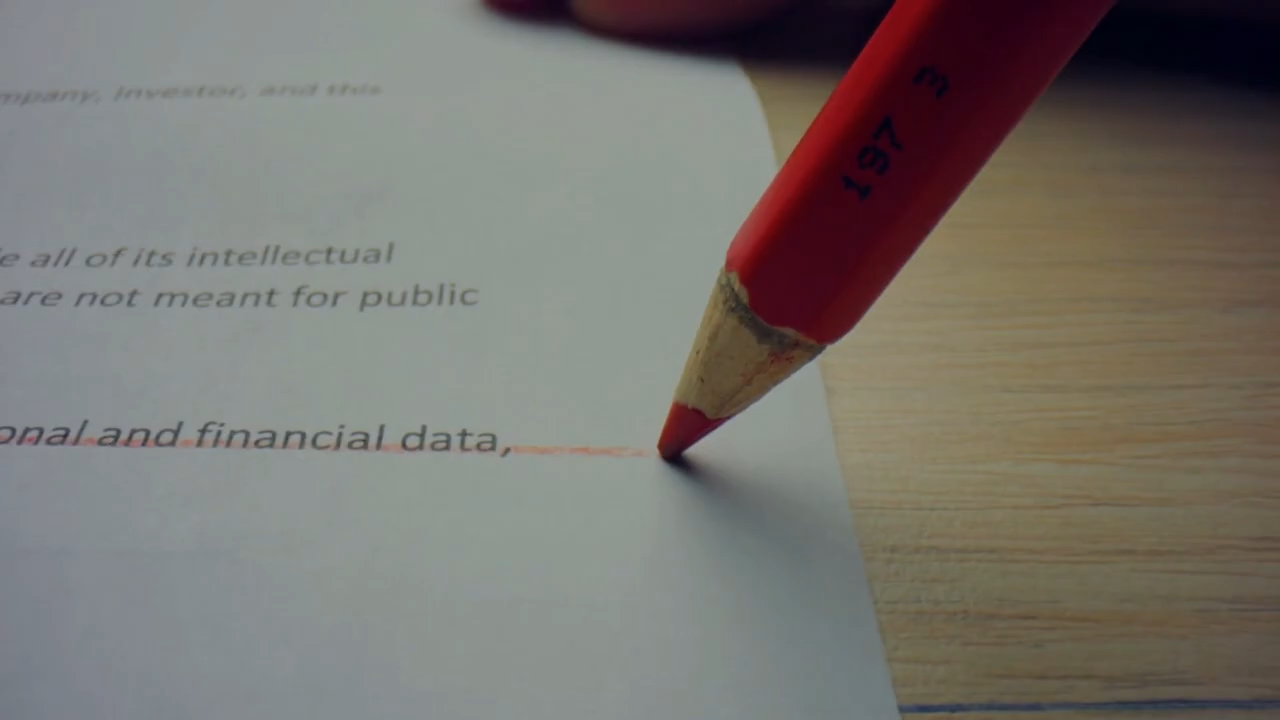 mpany, investor, and this
e all of its intellectual
are not meant for public
onal and financial data,
197 3